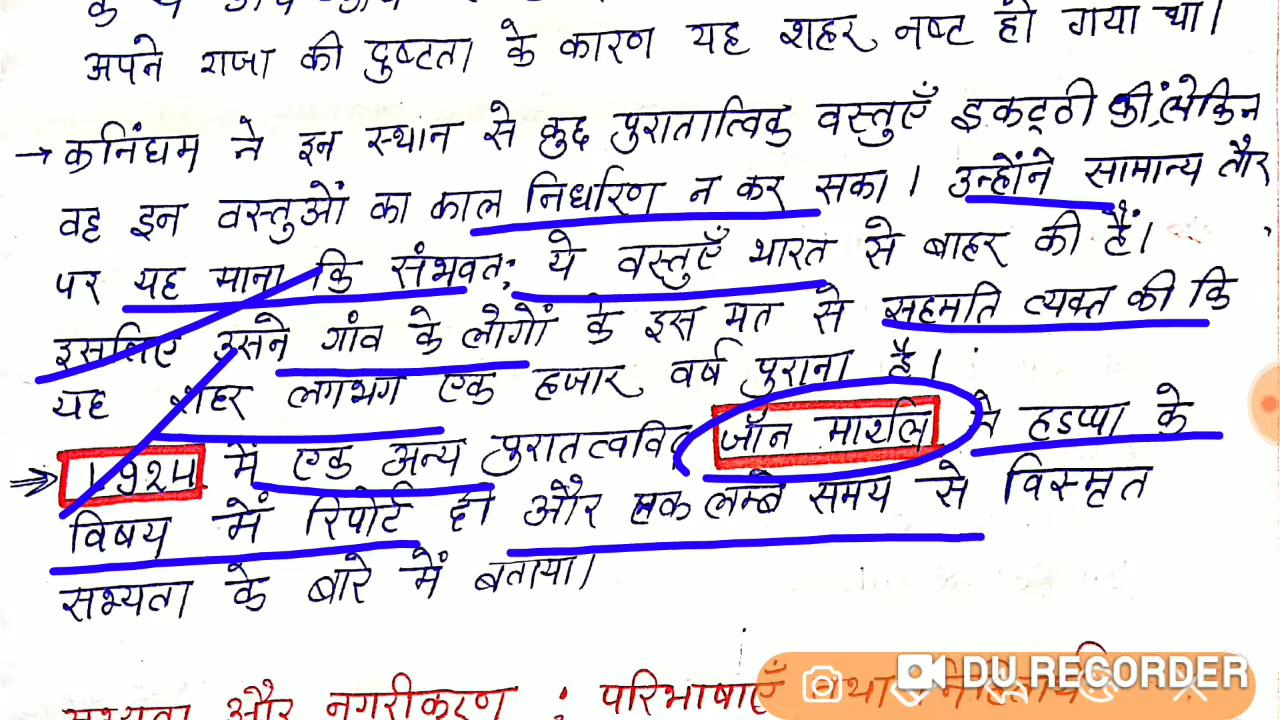 अपने राजा की दुष्टता के कारण यह शहर नष्ट हो गया था।
→ कनिंघम ने इन स्थान से कुछ पुरातात्विक वस्तुएँ इकट्ठी कीं, लेकिन
वह इन वस्तुओं का काल निर्धारण न कर सका। उन्होंने सामान्य तौर
पर यह माना कि संभवतः ये वस्तुएँ भारत से बाहर की हैं।
इसलिए उसने गांव के लोगों के इस मत से सहमति व्यक्त की कि
यह शहर लगभग एक हजार वर्ष पुराना है।
⇒ 1924 में एक अन्य पुरातत्वविद जॉन मार्शल ने हडप्पा के
विषय में रिपोर्ट दी और एक लम्बे समय से विस्मृत
सभ्यता के बारे में बताया।
सभ्यता और नगरीकरण : परिभाषाएँ तथा
DU RECORDER